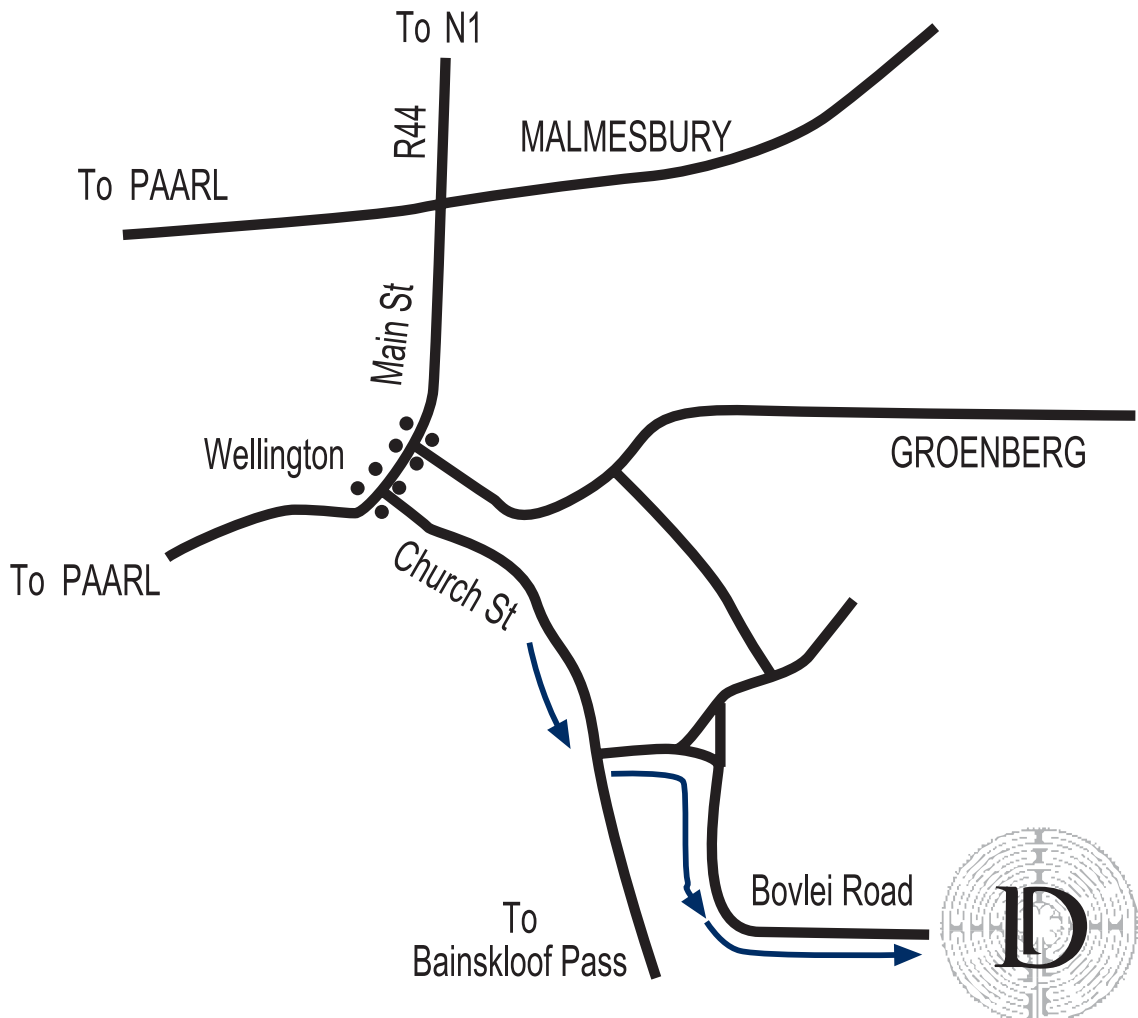 To N1
R44
MALMESBURY
To PAARL
Main St
Wellington
GROENBERG
To PAARL
Church St
Bovlei Road
To
Bainskloof Pass
D